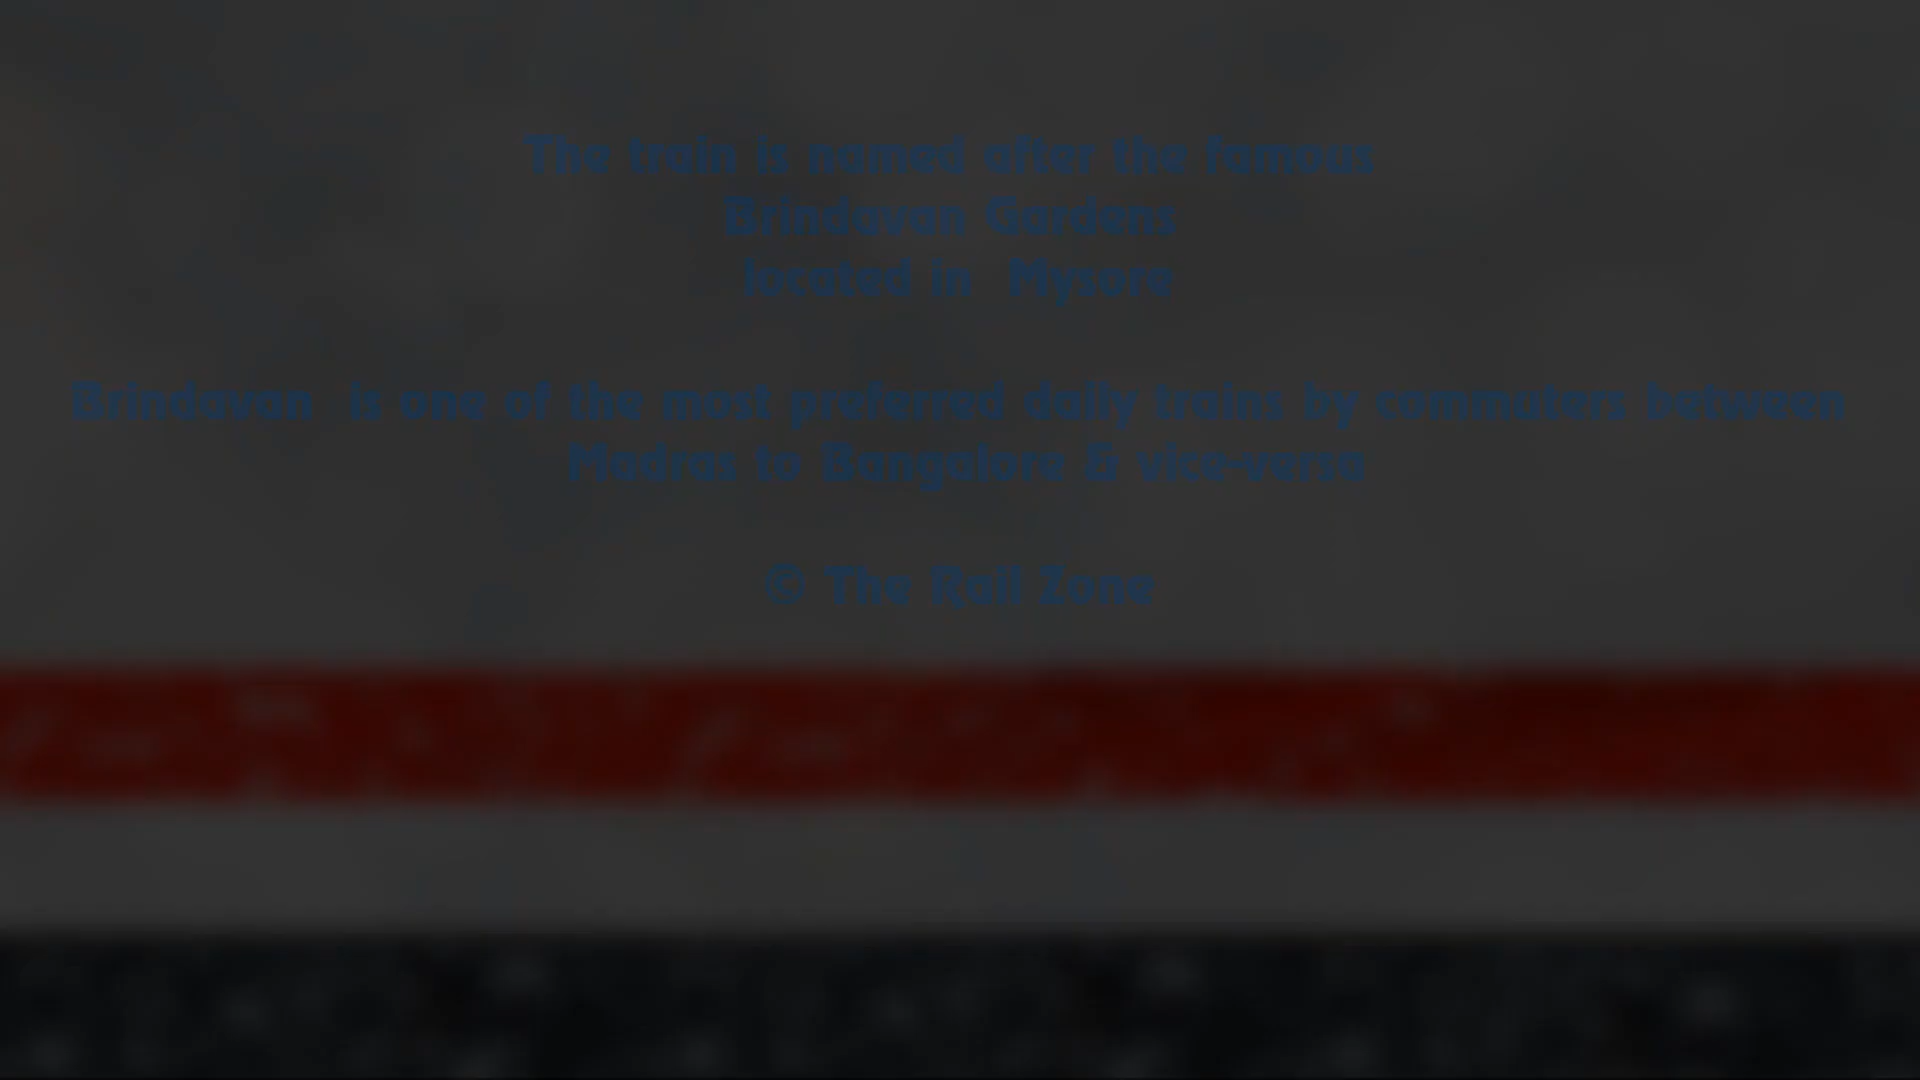 The train is named after the famous
Brindavan Gardens
located in Mysore
Brindavan is one of the most preferred daily trains by commuters between
Madras to Bangalore & vice-versa
© The Rail Zone